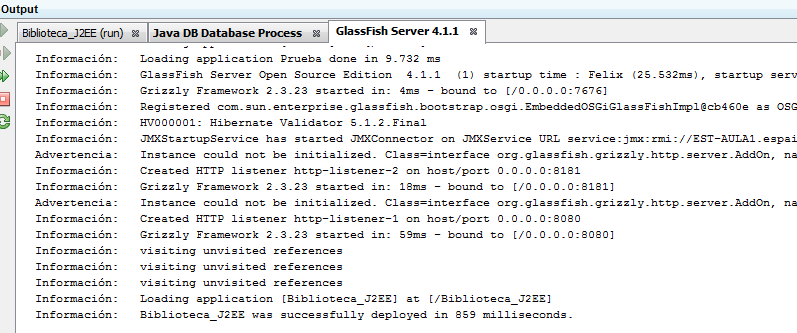 Output
Biblioteca_J2EE (run) Java DB Database Process GlassFish Server 4.1.1
Información: Loading application Prueba done in 9.732 ms
Información: GlassFish Server Open Source Edition 4.1.1 (1) startup time : Felix (25.532ms), startup serv
Información: Grizzly Framework 2.3.23 started in: 4ms - bound to [/0.0.0.0:7676]
Información: Registered com.sun.enterprise.glassfish.bootstrap.osgi.EmbeddedOSGiGlassFishImpl@cb460e as OSG
Información: HV000001: Hibernate Validator 5.1.2.Final
Información: JMXStartupService has started JMXConnector on JMXService URL service:jmx:rmi://EST-AULA1.espai
Advertencia: Instance could not be initialized. Class=interface org.glassfish.grizzly.http.server.AddOn, na
Información: Created HTTP listener http-listener-2 on host/port 0.0.0.0:8181
Información: Grizzly Framework 2.3.23 started in: 18ms - bound to [/0.0.0.0:8181]
Advertencia: Instance could not be initialized. Class=interface org.glassfish.grizzly.http.server.AddOn, na
Información: Created HTTP listener http-listener-1 on host/port 0.0.0.0:8080
Información: Grizzly Framework 2.3.23 started in: 59ms - bound to [/0.0.0.0:8080]
Información: visiting unvisited references
Información: visiting unvisited references
Información: visiting unvisited references
Información: Loading application [Biblioteca_J2EE] at [/Biblioteca_J2EE]
Información: Biblioteca_J2EE was successfully deployed in 859 milliseconds.